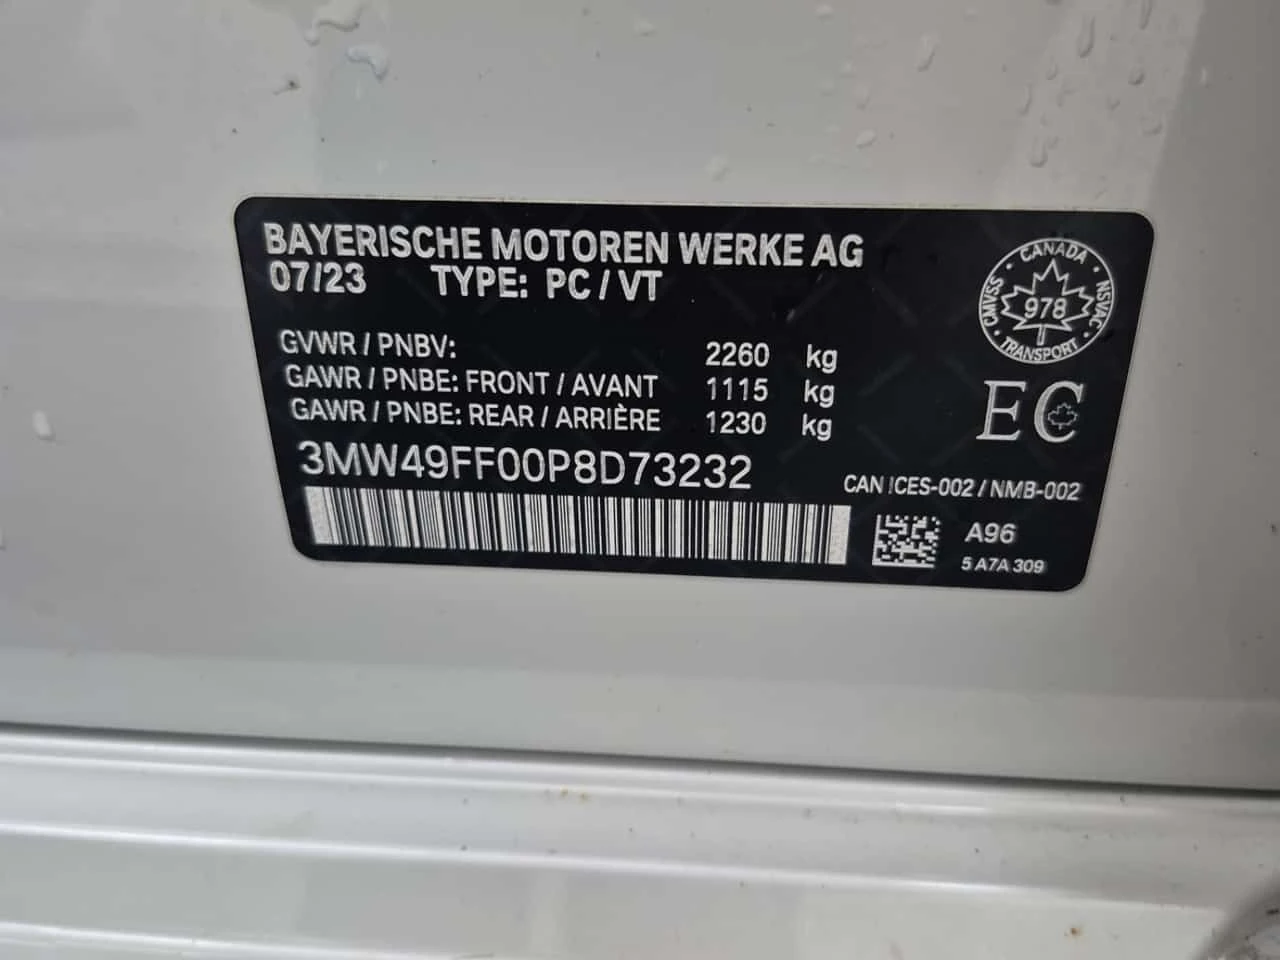 BAYERISCHE MOTOREN WERKE AG
07/23 TYPE: PC / VT
GVWR / PNBV: 2260 kg
GAWR / PNBE: FRONT / AVANT 1115 kg
GAWR / PNBE: REAR / ARRIÈRE 1230 kg
3MW49FF00P8D73232
CANADA
CMVSS 978 NSVAC
TRANSPORT
EC
CAN ICES-002 / NMB-002
A96
5 A7A 309